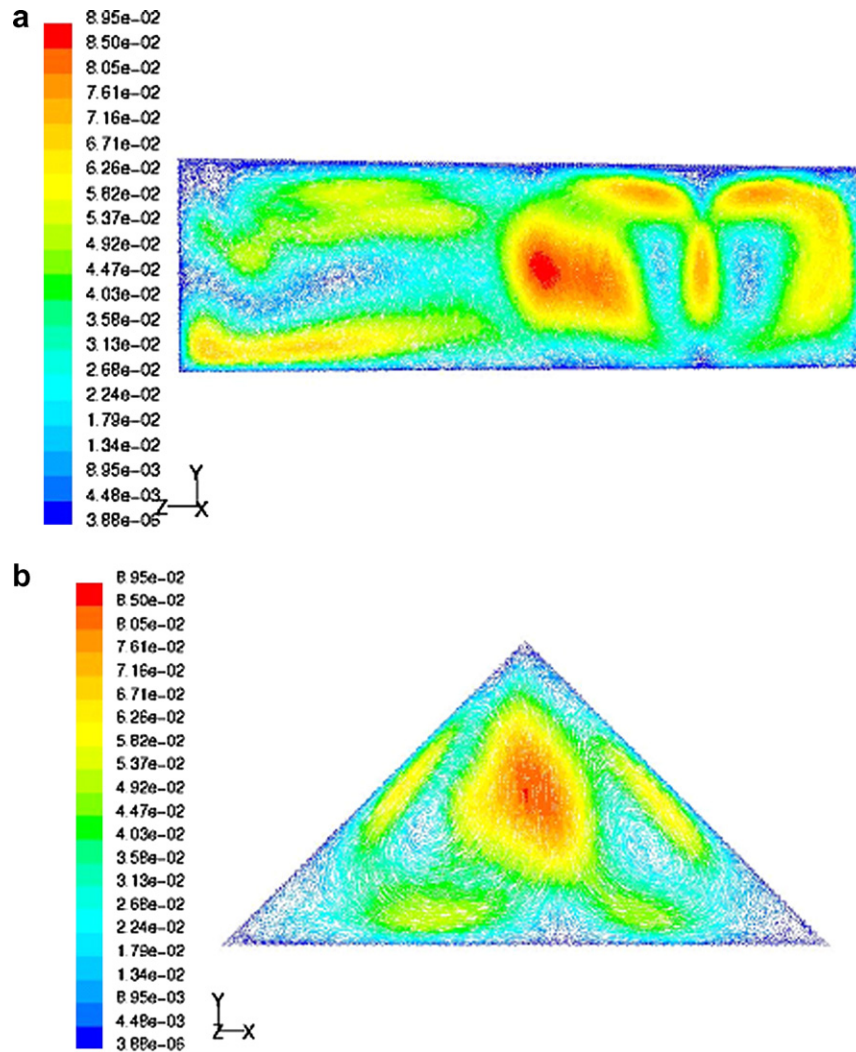 a
8.95e-02
8.50e-02
8.05e-02
7.61e-02
7.16e-02
6.71e-02
6.26e-02
5.82e-02
5.37e-02
4.92e-02
4.47e-02
4.03e-02
3.58e-02
3.13e-02
2.68e-02
2.24e-02
1.79e-02
1.34e-02
8.95e-03
4.48e-03
3.88e-06
Y
Z X
b
8.95e-02
8.50e-02
8.05e-02
7.61e-02
7.16e-02
6.71e-02
6.26e-02
5.82e-02
5.37e-02
4.92e-02
4.47e-02
4.03e-02
3.58e-02
3.13e-02
2.68e-02
2.24e-02
1.79e-02
1.34e-02
8.95e-03
4.48e-03
3.88e-06
Y
Z X